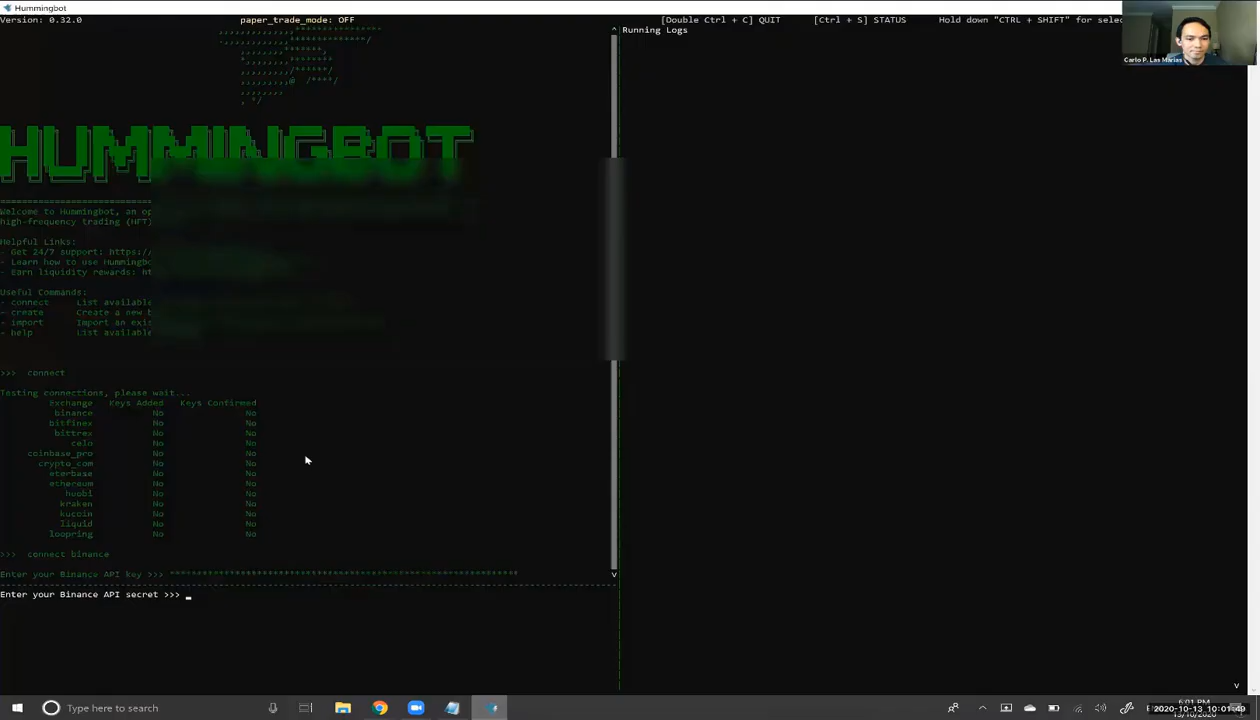 Hummingbot
Version: 0.32.0 paper_trade_mode: OFF [Double Ctrl + C] QUIT [Ctrl + S] STATUS Hold down "CTRL + SHIFT" for selec
Running Logs
Carlo P. Las Marias
HUMMINGBOT
Welcome to Hummingbot, an op
high-frequency trading (HFT)
Helpful Links:
- Get 24/7 support: https:/
- Learn how to use Hummingbo
- Earn liquidity rewards: ht
Useful Commands:
- connect List available
- create Create a new b
- import Import an exis
- help List available
>>> connect
Testing connections, please wait...
Exchange Keys Added Keys Confirmed
binance No No
bitfinex No No
bittrex No No
celo No No
coinbase_pro No No
crypto_com No No
eterbase No No
ethereum No No
huobi No No
kraken No No
kucoin No No
liquid No No
loopring No No
>>> connect binance
Enter your Binance API key >>> ****************************************************************
Enter your Binance API secret >>> _
Type here to search
2020-10-13 10:01:49